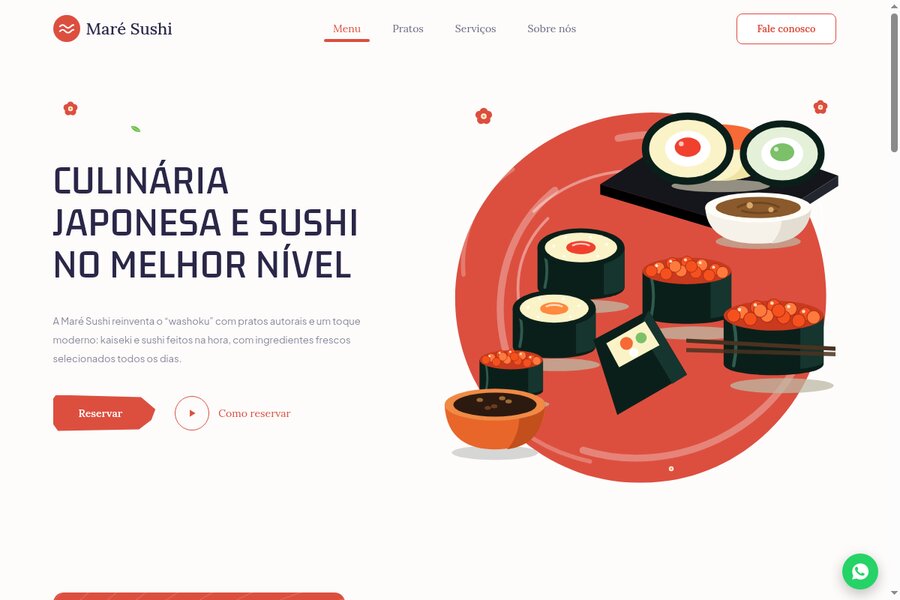 Maré Sushi
Menu
Pratos
Serviços
Sobre nós
Fale conosco
CULINÁRIA
JAPONESA E SUSHI
NO MELHOR NÍVEL
A Maré Sushi reinventa o “washoku” com pratos autorais e um toque
moderno: kaiseki e sushi feitos na hora, com ingredientes frescos
selecionados todos os dias.
Reservar
Como reservar